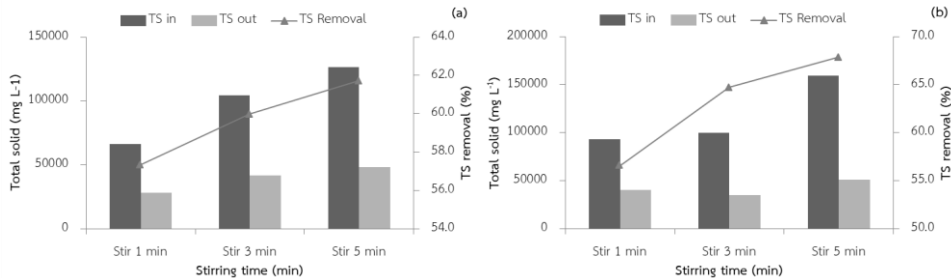 TS in TS out TS Removal (a)
150000
100000
50000
0
Total solid (mg L-1)
64.0
62.0
60.0
58.0
56.0
54.0
TS removal (%)
Stir 1 min Stir 3 min Stir 5 min
Stirring time (min)
TS in TS out TS Removal (b)
200000
150000
100000
50000
0
Total solid (mg L⁻¹)
70.0
65.0
60.0
55.0
50.0
TS removal (%)
Stir 1 min Stir 3 min Stir 5 min
Stirring time (min)